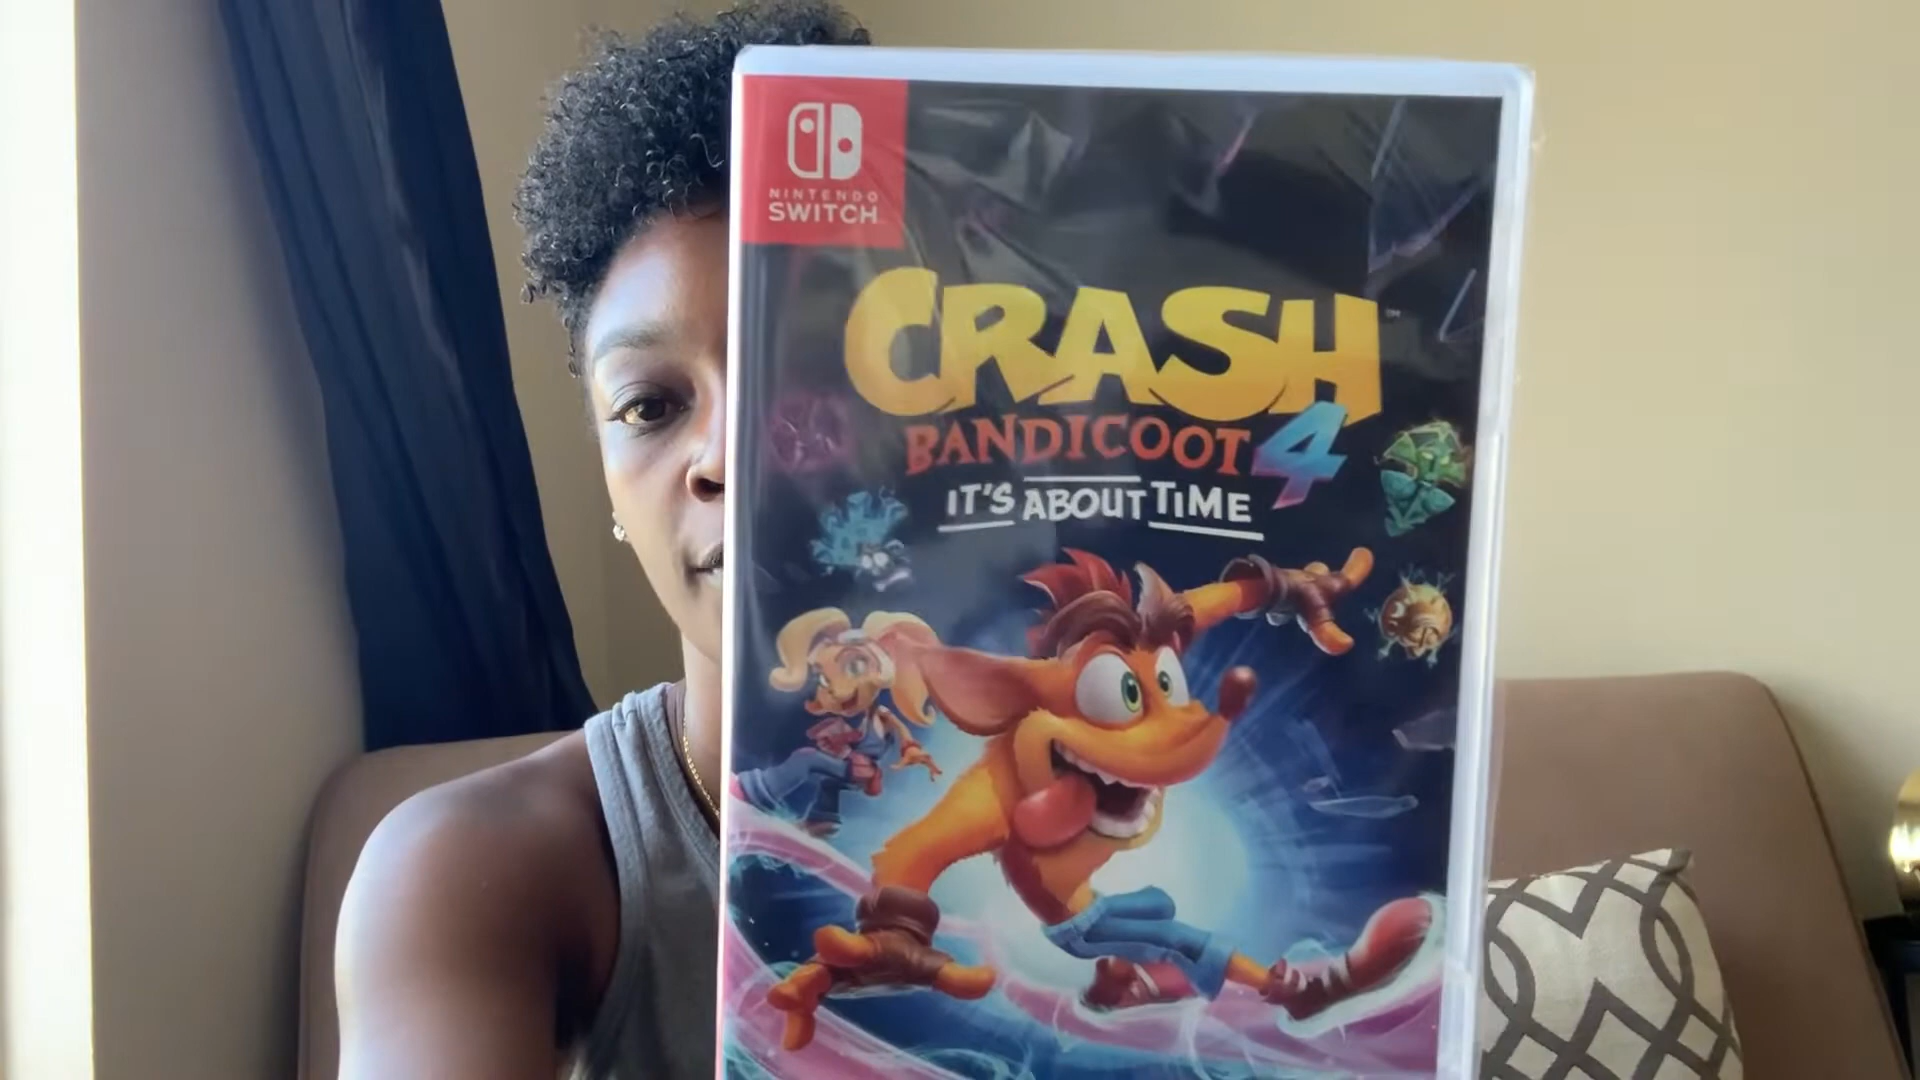 NINTENDO
SWITCH
CRASH
BANDICOOT 4
IT'S ABOUT TIME